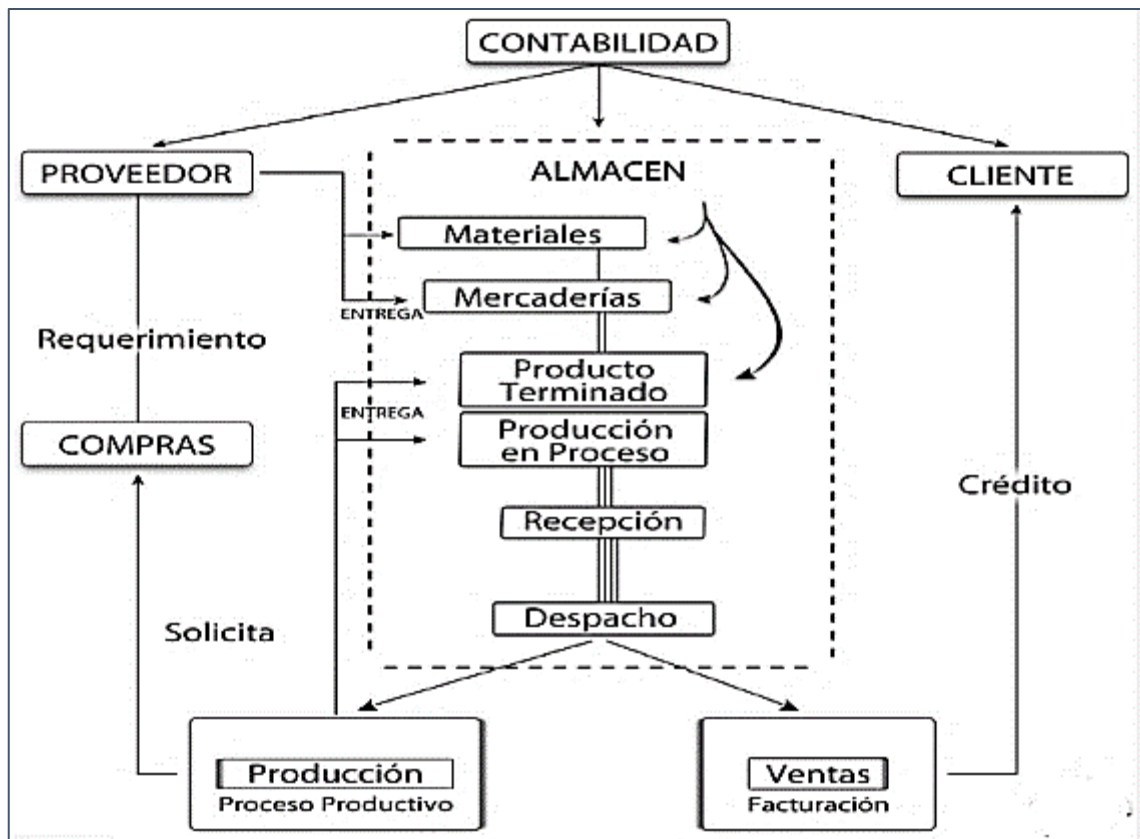 CONTABILIDAD
PROVEEDOR
ALMACEN
CLIENTE
Materiales
Mercaderías
ENTREGA
Requerimiento
Producto
Terminado
ENTREGA
Producción
en Proceso
COMPRAS
Crédito
Recepción
Despacho
Solicita
Producción
Proceso Productivo
Ventas
Facturación